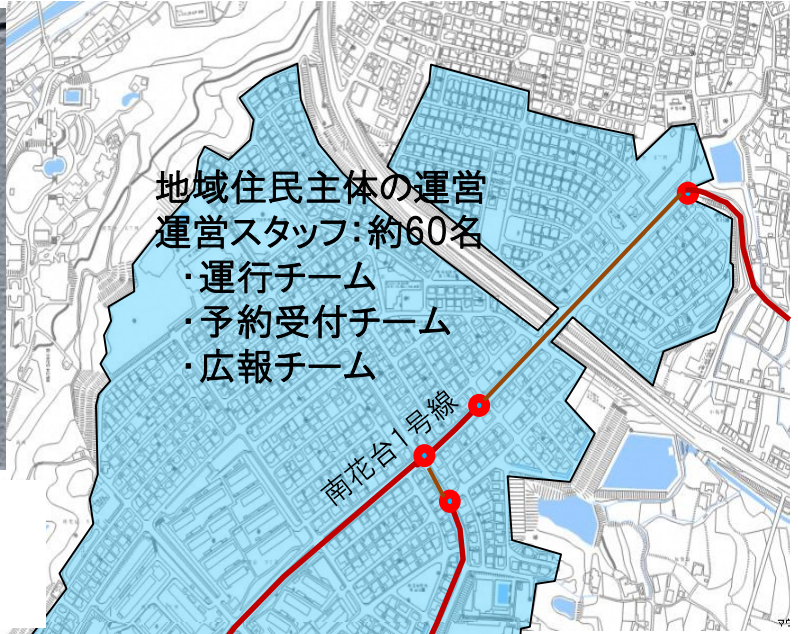 地域住民主体の運営
運営スタッフ：約60名
・運行チーム
・予約受付チーム
・広報チーム
南花台1号線